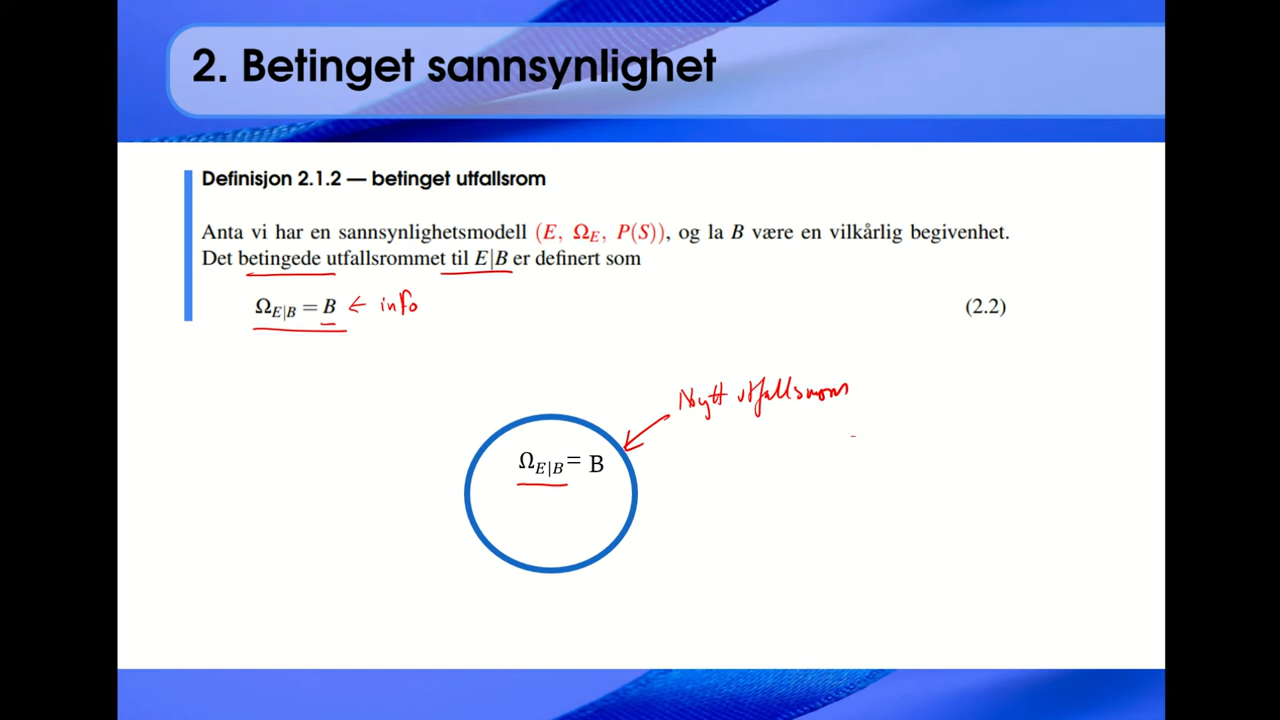 2. Betinget sannsynlighet
Definisjon 2.1.2 — betinget utfallsrom
Anta vi har en sannsynlighetsmodell (E, Ω_E, P(S)), og la B være en vilkårlig begivenhet.
Det betingede utfallsrommet til E|B er definert som
Ω_{E|B} = B ← info
(2.2)
Nytt utfallsrom
Ω_{E|B} = B